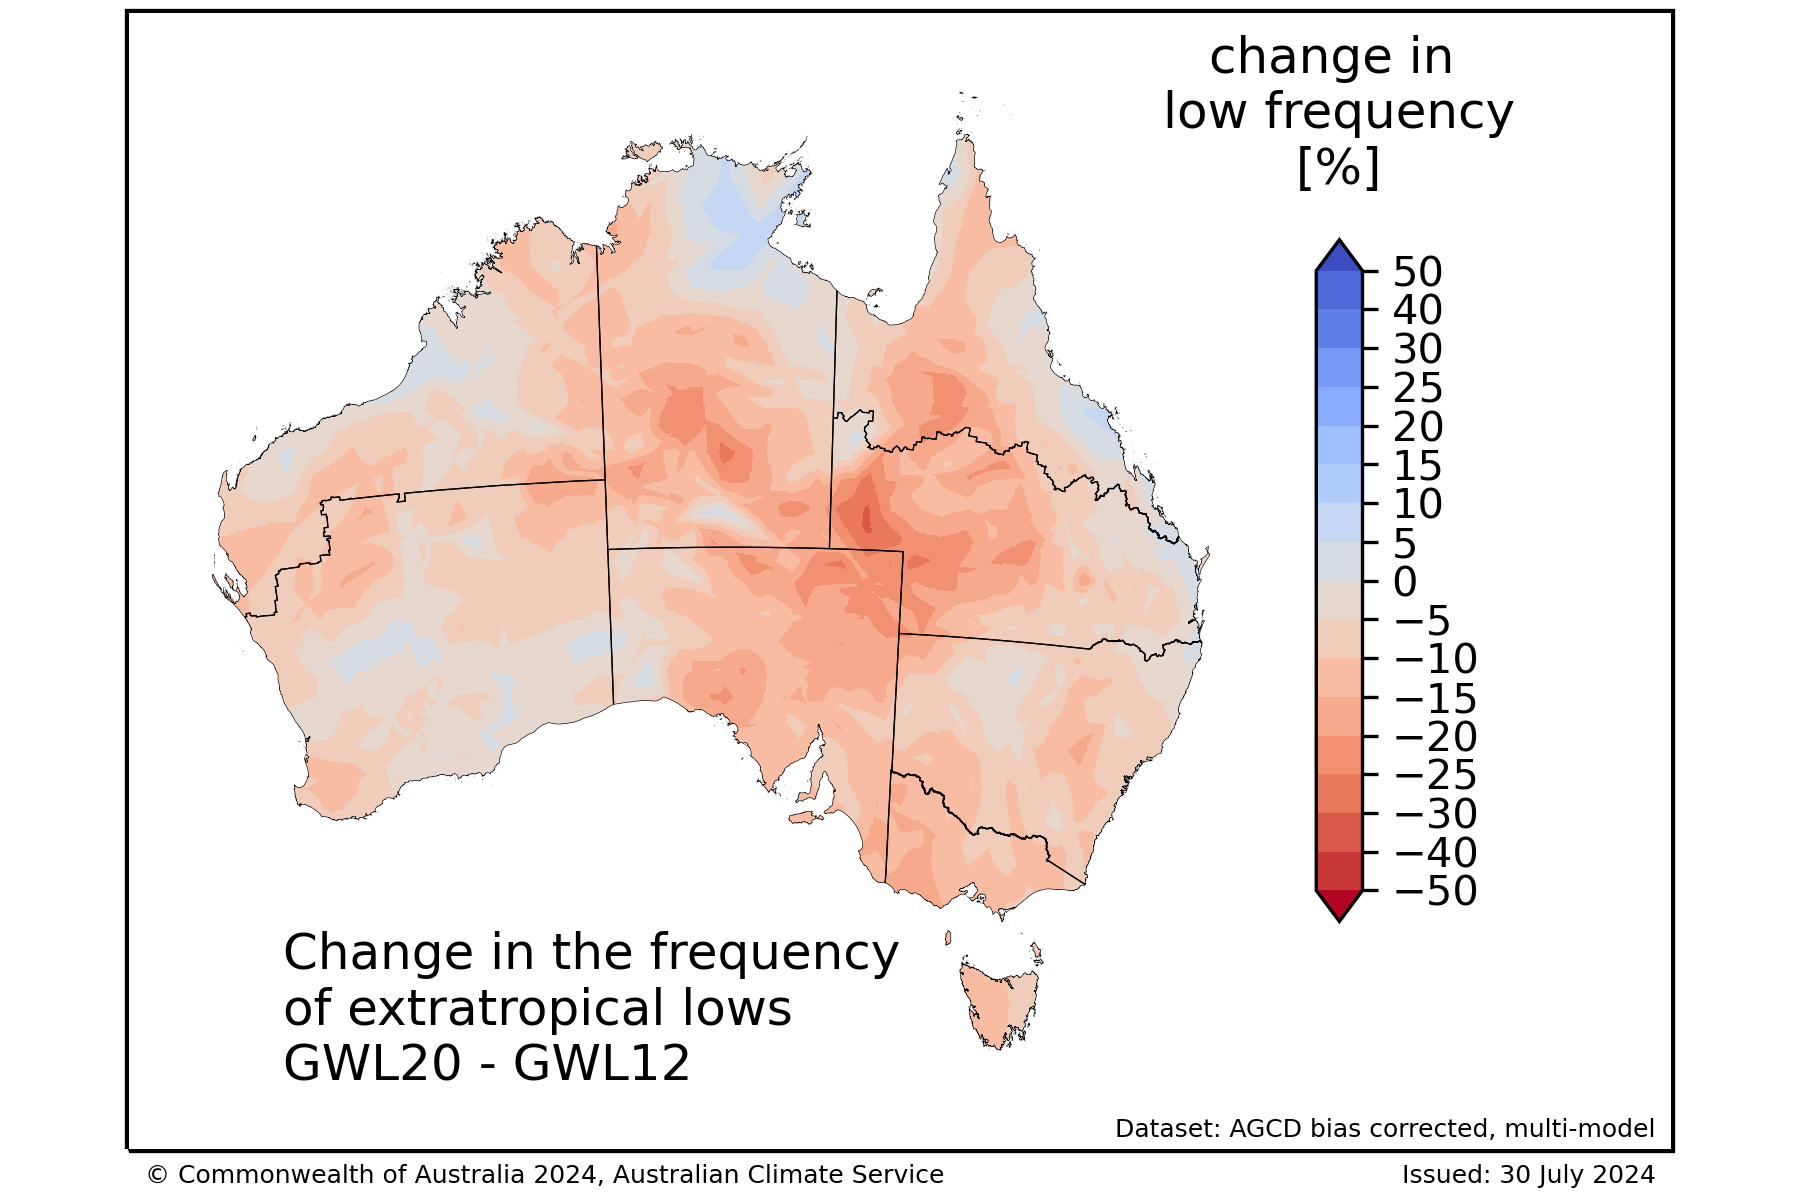 change in
low frequency
[%]
50
40
30
25
20
15
10
5
0
−5
−10
−15
−20
−25
−30
−40
−50
Change in the frequency
of extratropical lows
GWL20 - GWL12
Dataset: AGCD bias corrected, multi-model
© Commonwealth of Australia 2024, Australian Climate Service
Issued: 30 July 2024